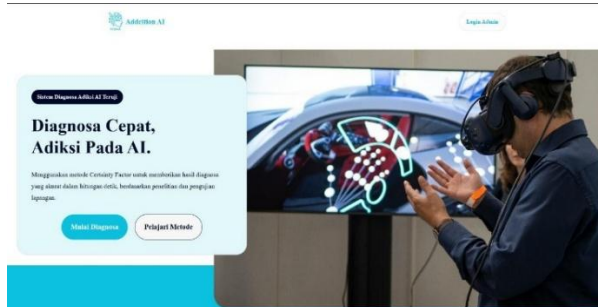 Addiction AI
Login Admin
Sistem Diagnosa Adiksi AI Teruji
Diagnosa Cepat,
Adiksi Pada AI.
Menggunakan metode Certainty Factor untuk memberikan hasil diagnosa
yang akurat dalam hitungan detik, berdasarkan penelitian dan pengujian
lapangan.
Mulai Diagnosa
Pelajari Metode